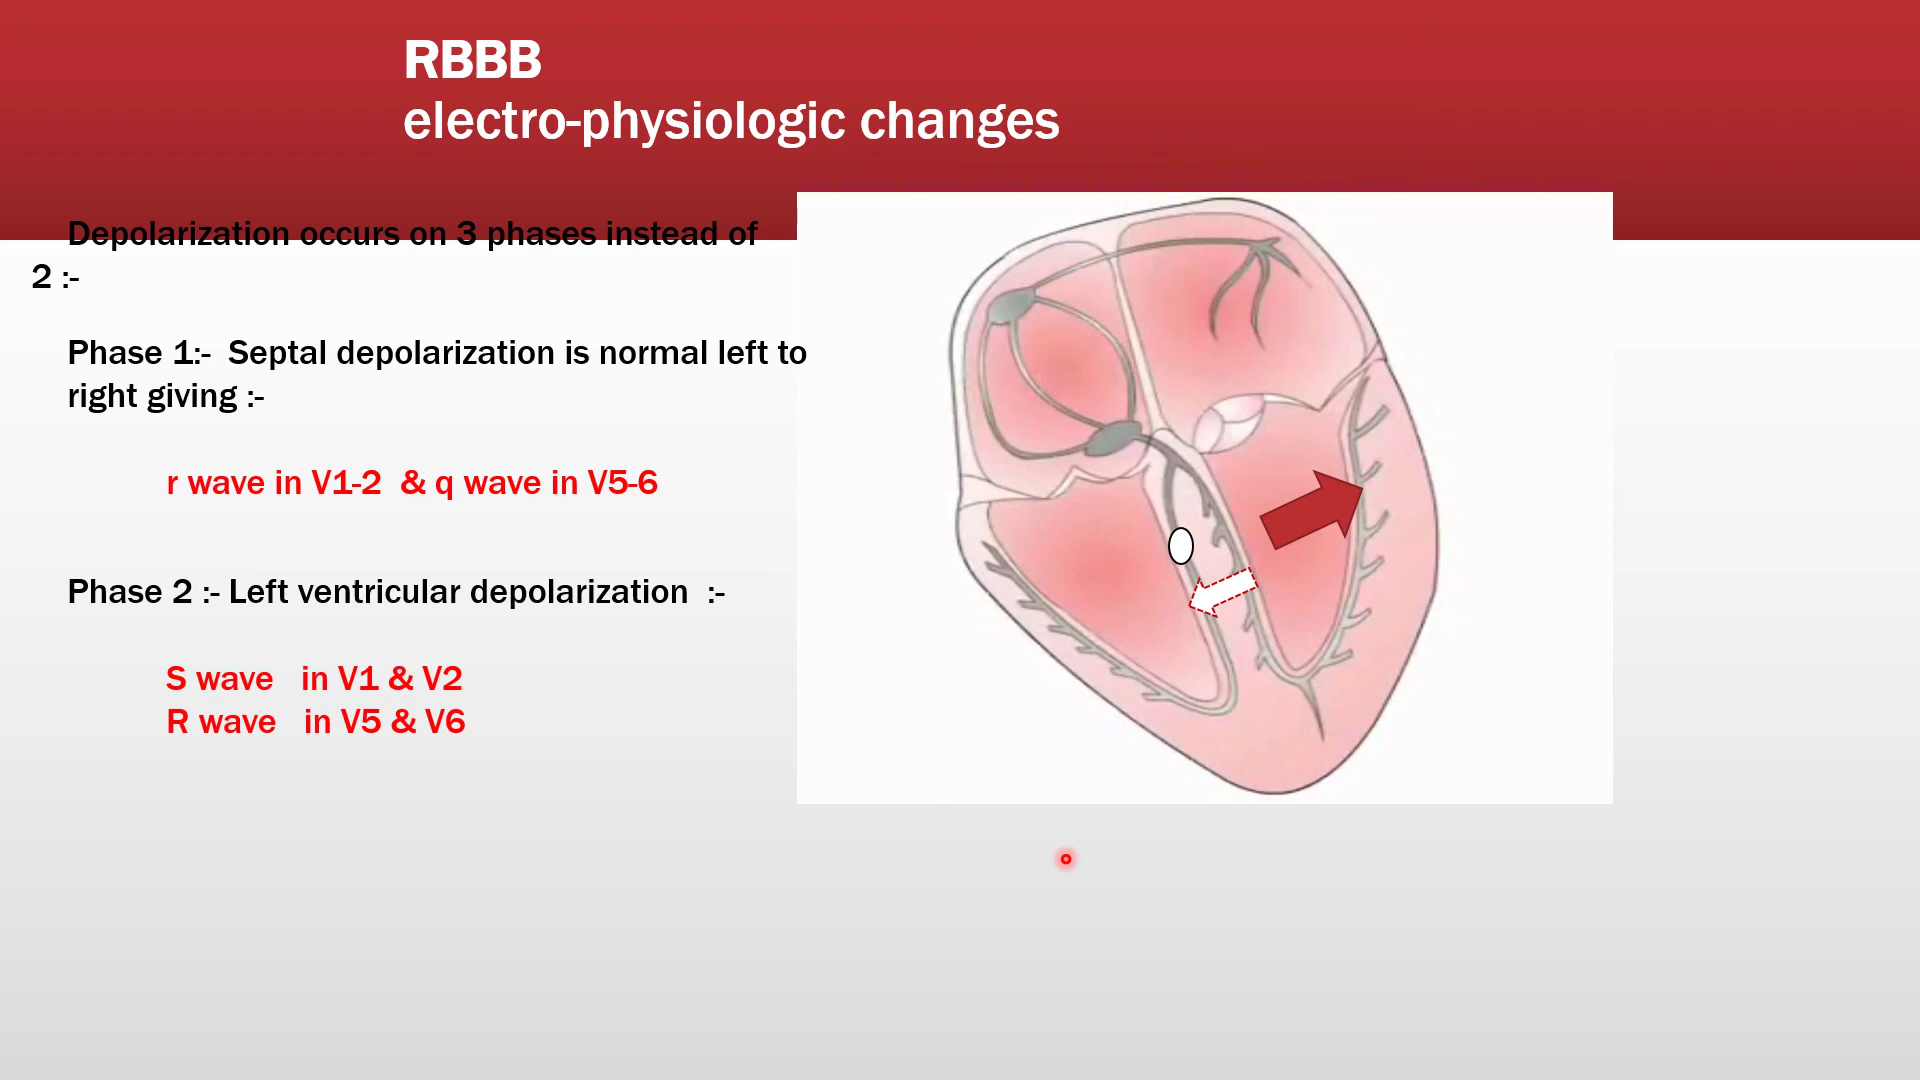 RBBB
electro-physiologic changes
Depolarization occurs on 3 phases instead of
2 :-
Phase 1:- Septal depolarization is normal left to
right giving :-
r wave in V1-2 & q wave in V5-6
Phase 2 :- Left ventricular depolarization :-
S wave in V1 & V2
R wave in V5 & V6